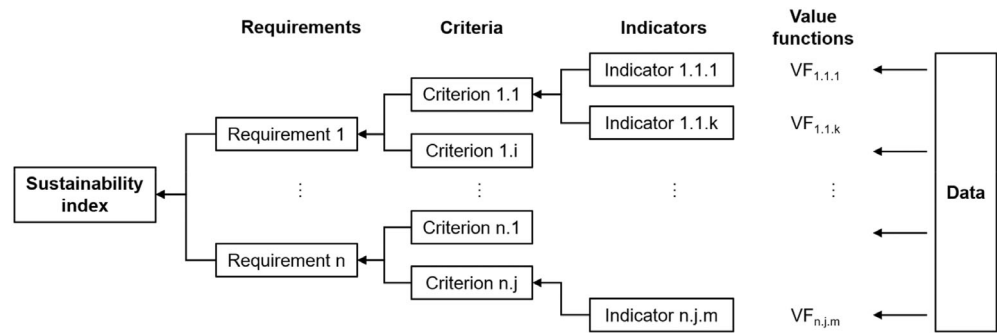 Requirements
Criteria
Indicators
Value
functions
Indicator 1.1.1
VF1.1.1
Criterion 1.1
Indicator 1.1.k
VF1.1.k
Requirement 1
Criterion 1.i
Sustainability
index
⋮
⋮
⋮
⋮
Data
Criterion n.1
Requirement n
Criterion n.j
Indicator n.j.m
VFn.j.m